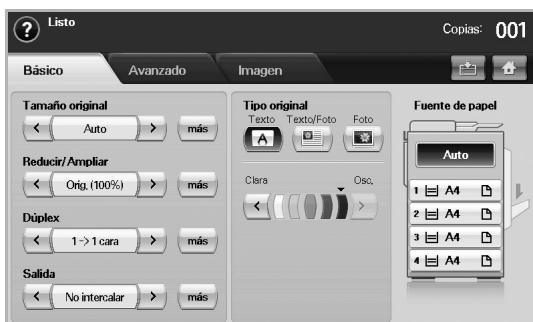 ? Listo
Copias: 001
Básico Avanzado Imagen
Tamaño original
< Auto > más
Reducir/Ampliar
< Orig. (100%) > más
Dúplex
< 1 -> 1 cara > más
Salida
< No intercalar > más
Tipo original
Texto Texto/Foto Foto
A
Clara Osc.
< >
Fuente de papel
Auto
1 A4
2 A4
3 A4
4 A4